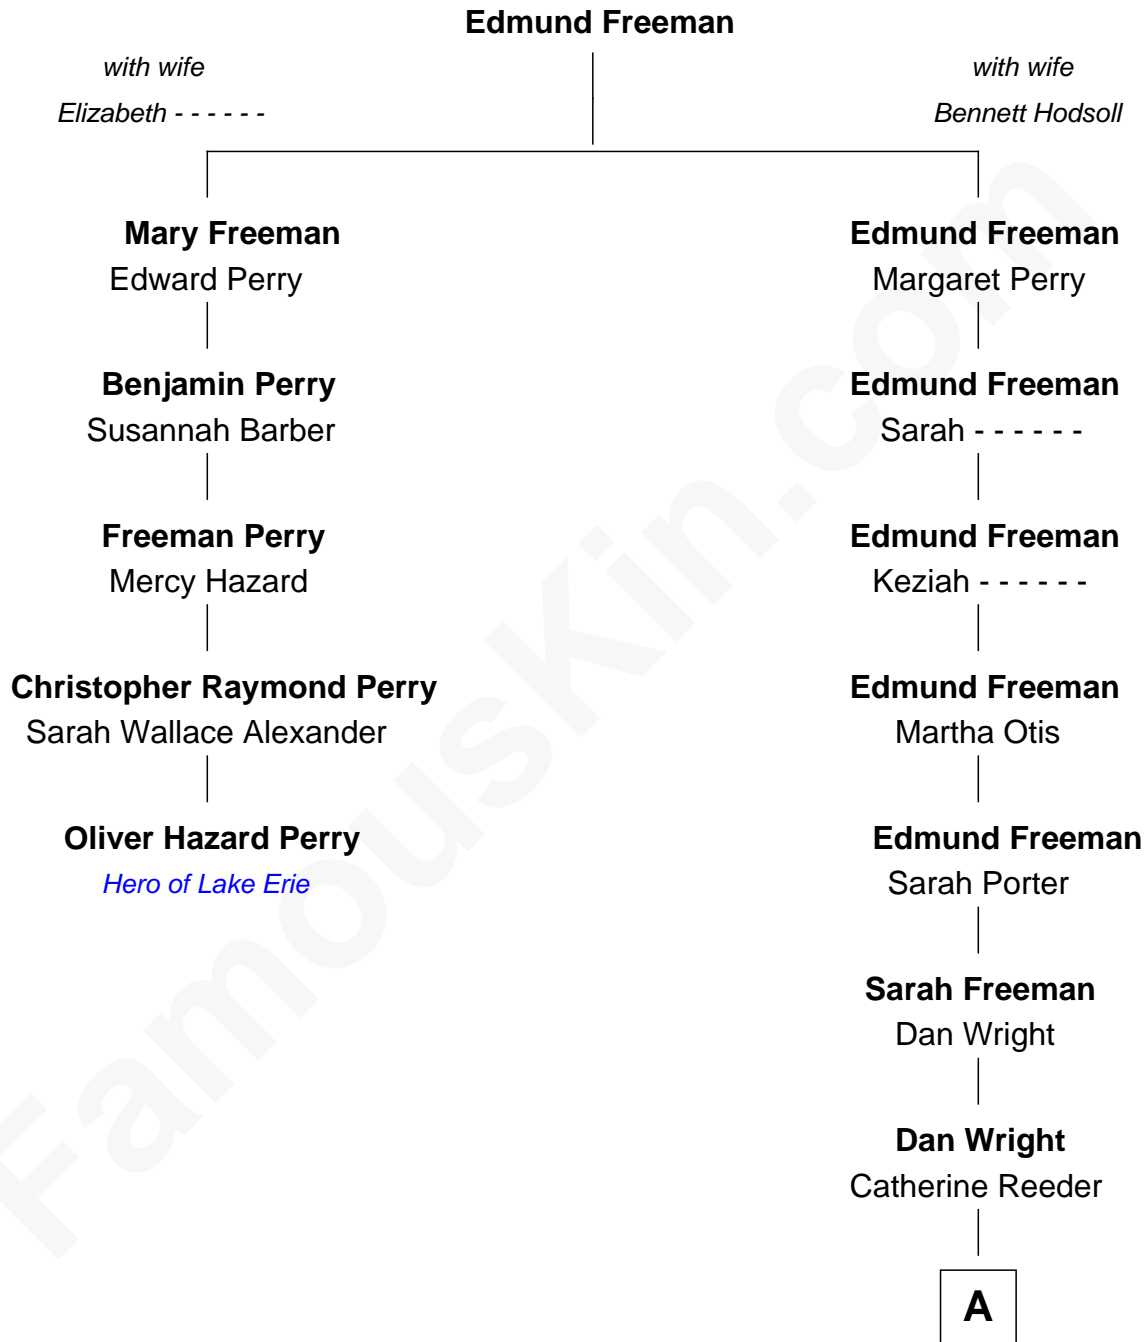 Edmund Freeman
with wife
Elizabeth - - - - - -
with wife
Bennett Hodsoll
Mary Freeman
Edward Perry
Edmund Freeman
Margaret Perry
Benjamin Perry
Susannah Barber
Edmund Freeman
Sarah - - - - - -
Freeman Perry
Mercy Hazard
Edmund Freeman
Keziah - - - - - -
Christopher Raymond Perry
Sarah Wallace Alexander
Edmund Freeman
Martha Otis
Oliver Hazard Perry
Hero of Lake Erie
Edmund Freeman
Sarah Porter
Sarah Freeman
Dan Wright
Dan Wright
Catherine Reeder
A
FamousKin.com